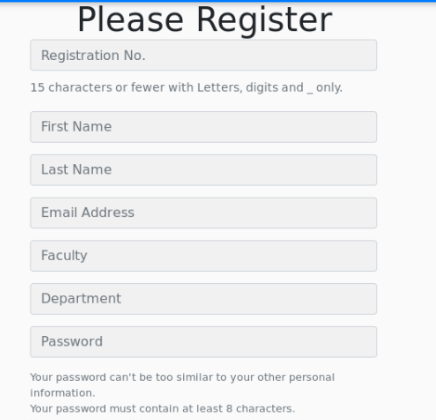 Please Register
Registration No.
15 characters or fewer with Letters, digits and _ only.
First Name
Last Name
Email Address
Faculty
Department
Password
Your password can't be too similar to your other personal
information.
Your password must contain at least 8 characters.